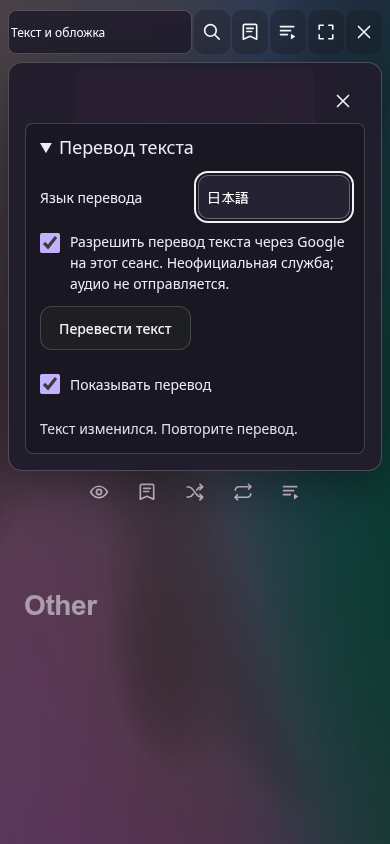 Текст и обложка
Перевод текста
Язык перевода
日本語
Разрешить перевод текста через Google
на этот сеанс. Неофициальная служба;
аудио не отправляется.
Перевести текст
Показывать перевод
Текст изменился. Повторите перевод.
Other